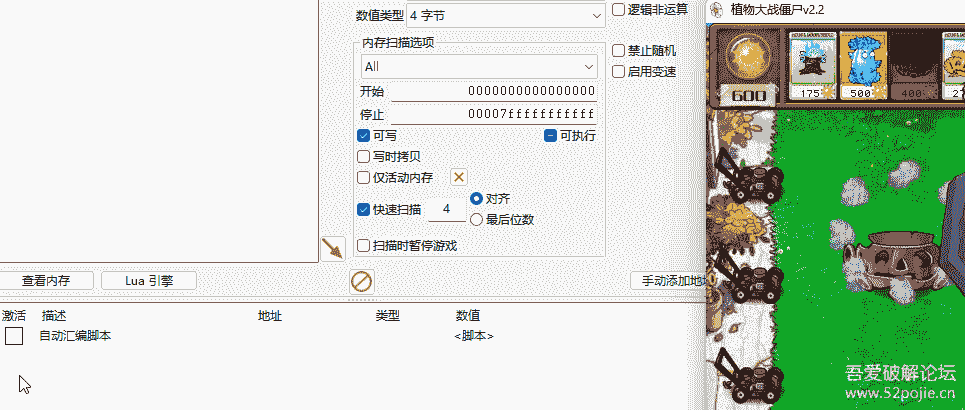 数值类型 4 字节
逻辑非运算
植物大战僵尸v2.2
内存扫描选项
All
禁止随机
启用变速
开始 0000000000000000
停止 00007fffffffffff
可写 可执行
写时拷贝
仅活动内存
快速扫描 4 对齐
最后位数
扫描时暂停游戏
600
175
500
400
查看内存 Lua 引擎
手动添加地址
激活 描述 地址 类型 数值
自动汇编脚本 <脚本>
吾爱破解论坛
www.52pojie.cn